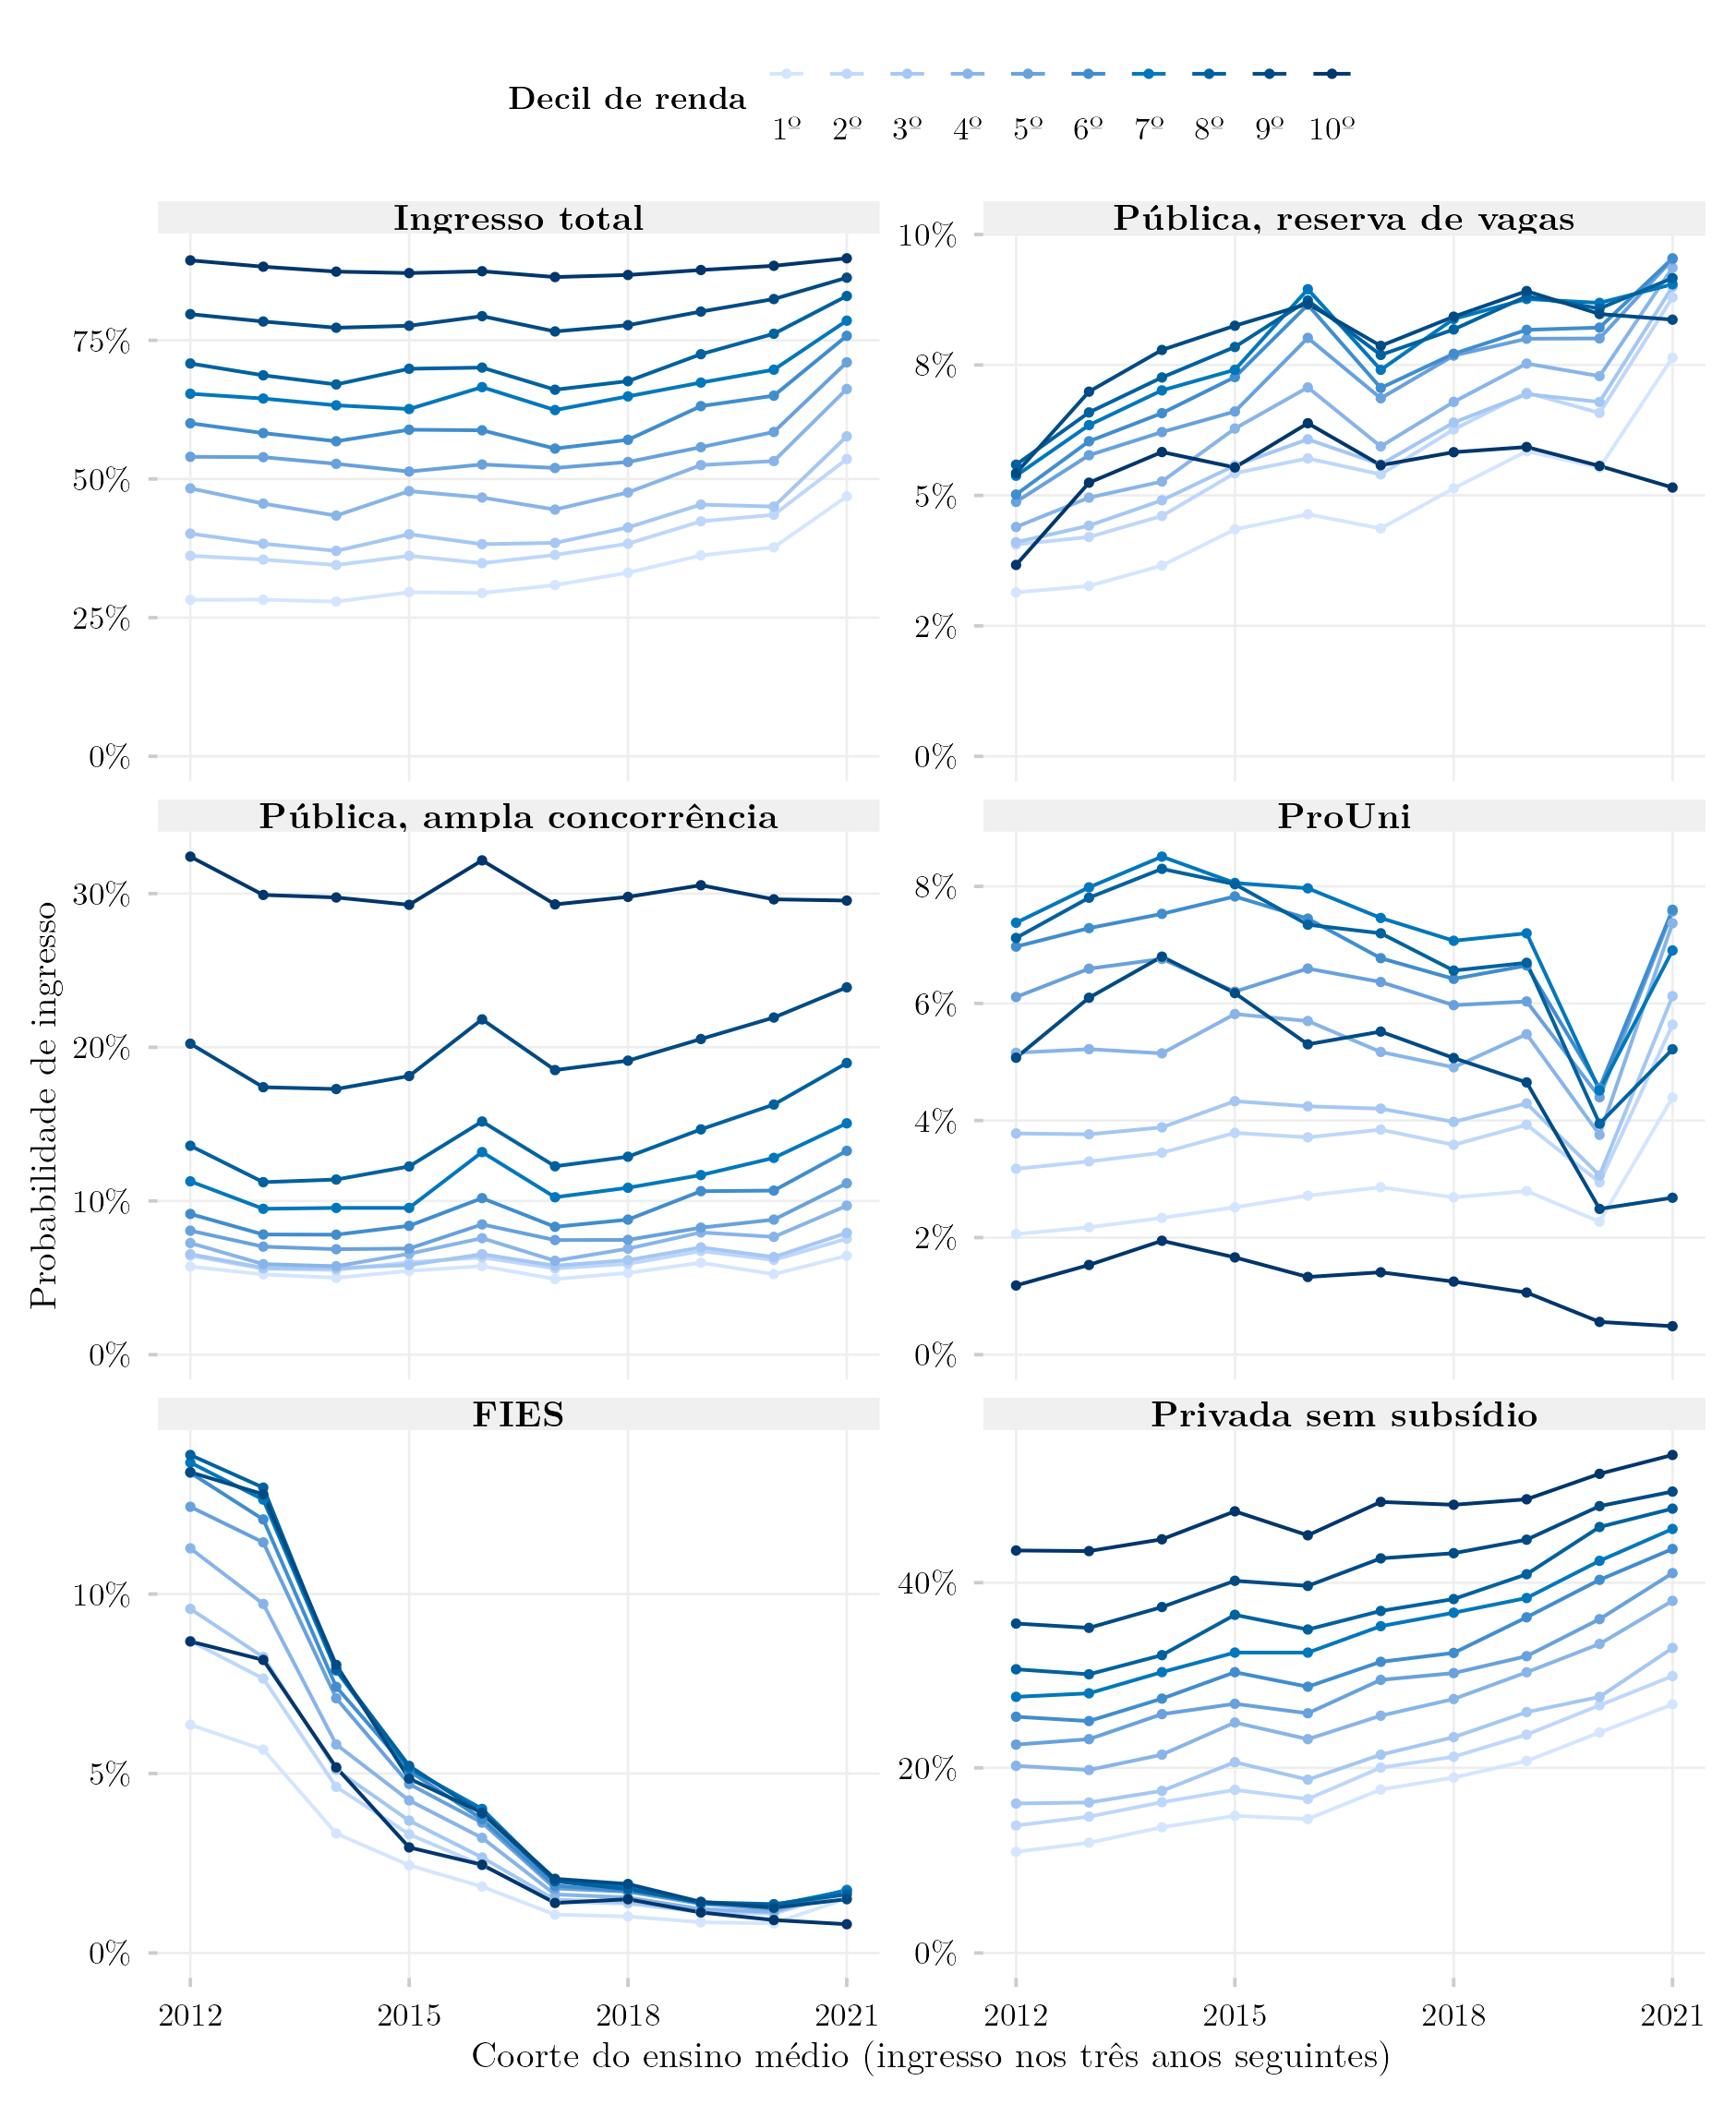 Decil de renda
1º 2º 3º 4º 5º 6º 7º 8º 9º 10º
Ingresso total
75%
50%
25%
0%
Pública, reserva de vagas
10%
8%
5%
2%
0%
Probabilidade de ingresso
Pública, ampla concorrência
30%
20%
10%
0%
ProUni
8%
6%
4%
2%
0%
FIES
10%
5%
0%
2012 2015 2018 2021
Privada sem subsídio
40%
20%
0%
2012 2015 2018 2021
Coorte do ensino médio (ingresso nos três anos seguintes)